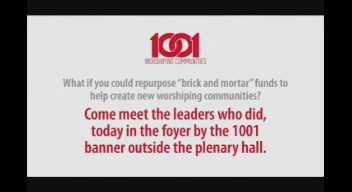 1001
WORSHIPING COMMUNITIES
What if you could repurpose “brick and mortar” funds to
help create new worshiping communities?
Come meet the leaders who did,
today in the foyer by the 1001
banner outside the plenary hall.